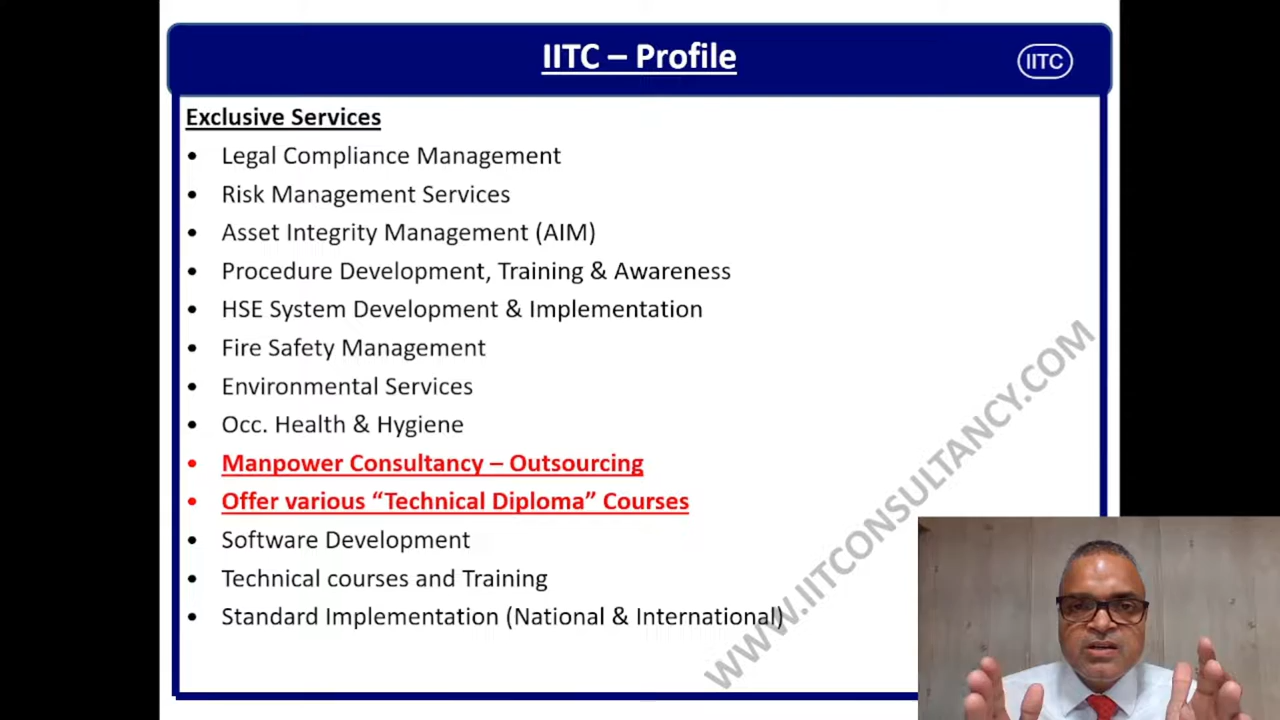 IITC – Profile
IITC
Exclusive Services
• Legal Compliance Management
• Risk Management Services
• Asset Integrity Management (AIM)
• Procedure Development, Training & Awareness
• HSE System Development & Implementation
• Fire Safety Management
• Environmental Services
• Occ. Health & Hygiene
• Manpower Consultancy – Outsourcing
• Offer various “Technical Diploma” Courses
• Software Development
• Technical courses and Training
• Standard Implementation (National & International)
WWW.IITCONSULTANCY.COM